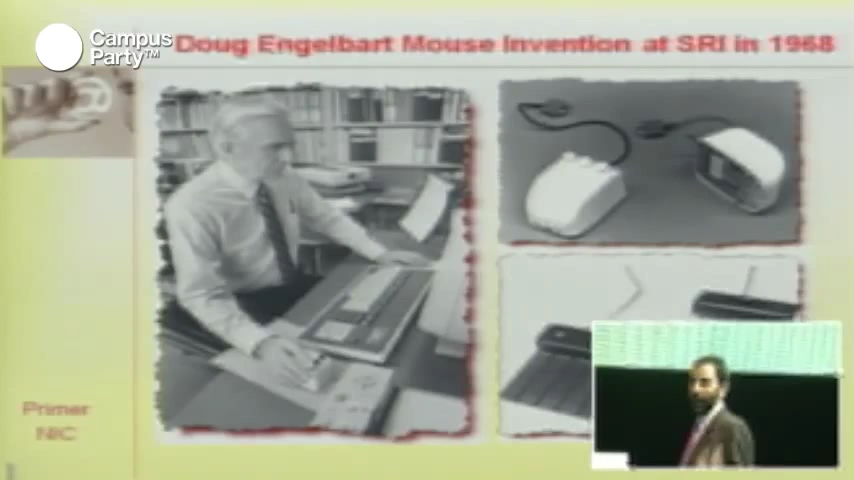 Campus
Party™
Doug Engelbart Mouse Invention at SRI in 1968
Primer
NIC